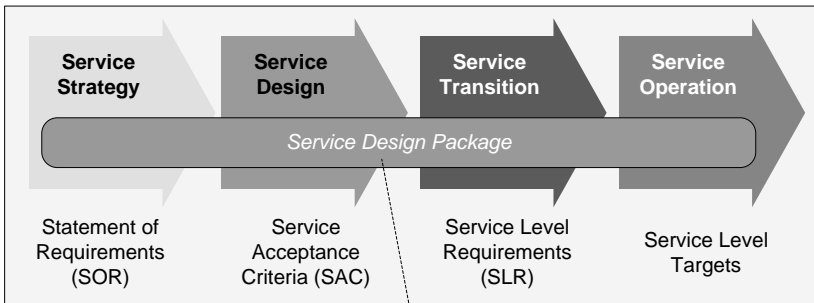 Service
Strategy
Service
Design
Service
Transition
Service
Operation
Service Design Package
Statement of
Requirements
(SOR)
Service
Acceptance
Criteria (SAC)
Service Level
Requirements
(SLR)
Service Level
Targets